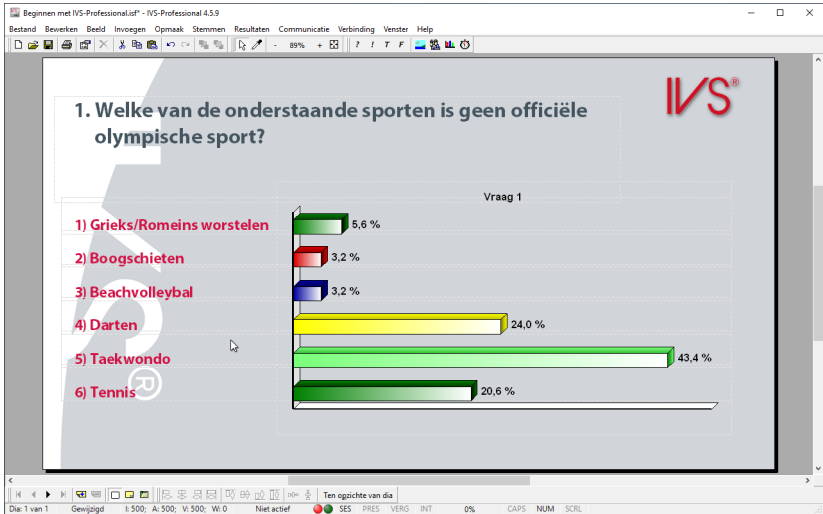 Beginnen met IVS-Professional.isf* - IVS-Professional 4.5.9
Bestand Bewerken Beeld Invoegen Opmaak Stemmen Resultaten Communicatie Verbinding Venster Help
- 89% + ? ! T F
IVS®
1. Welke van de onderstaande sporten is geen officiële
olympische sport?
Vraag 1
1) Grieks/Romeins worstelen 5,6 %
2) Boogschieten 3,2 %
3) Beachvolleybal 3,2 %
4) Darten 24,0 %
5) Taekwondo 43,4 %
6) Tennis 20,6 %
Ten opzichte van dia
Dia: 1 van 1 Gewijzigd I: 500; A: 500; V: 500; W: 0 Niet actief SES PRES VERG INT 0% CAPS NUM SCRL